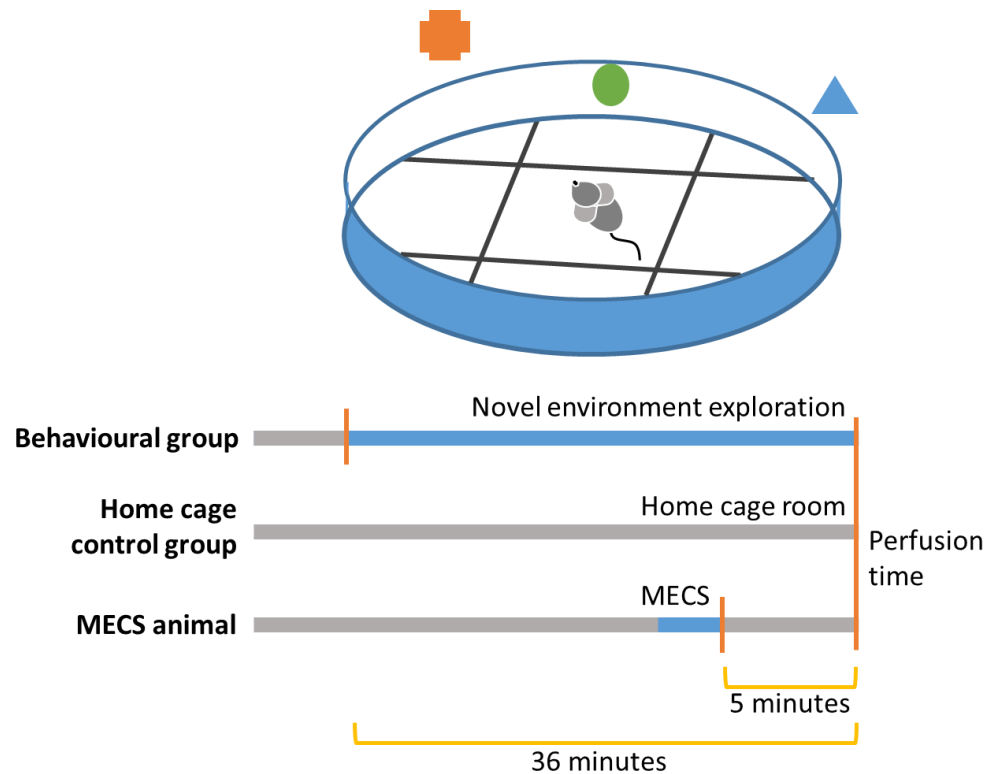 Novel environment exploration
Behavioural group
Home cage
control group
Home cage room
Perfusion
time
MECS
MECS animal
5 minutes
36 minutes